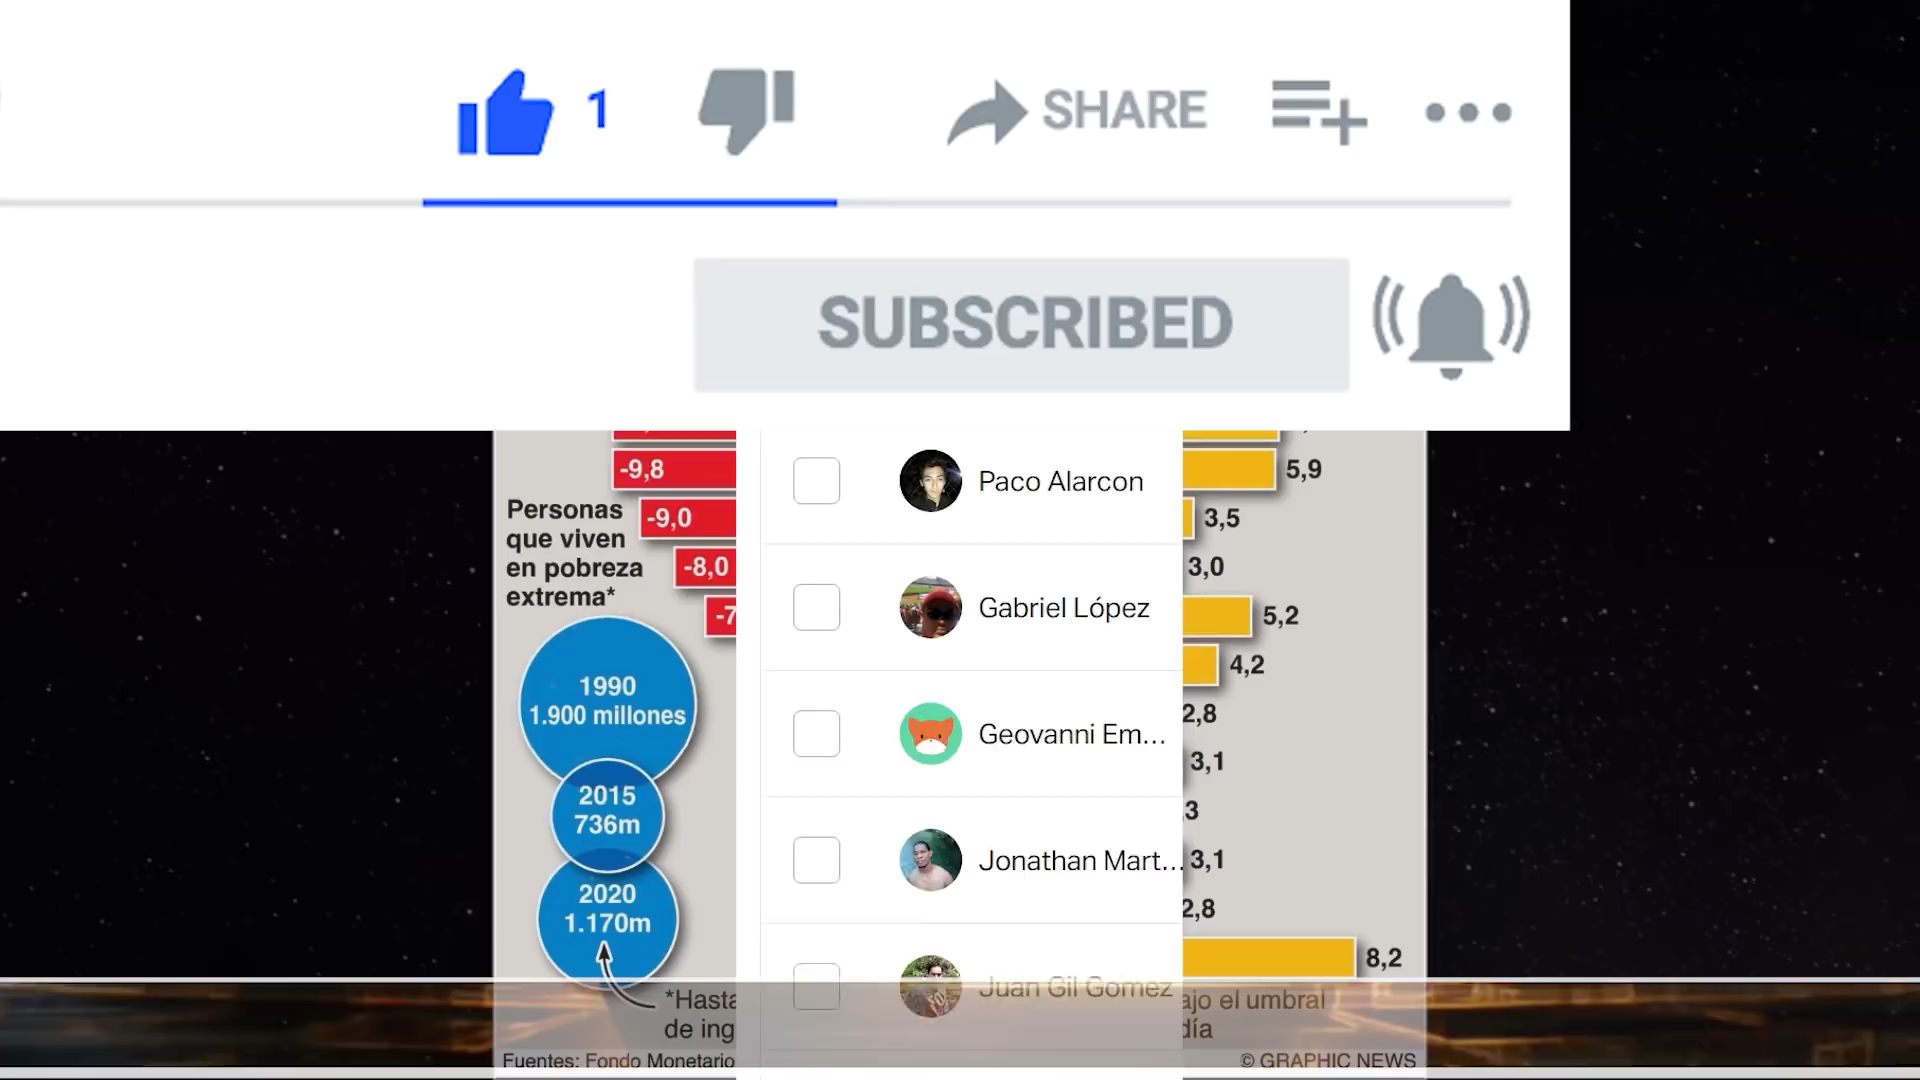 1
SHARE
SUBSCRIBED
-9,8
-9,0
-8,0
-7
Personas
que viven
en pobreza
extrema*
1990
1.900 millones
2015
736m
2020
1.170m
*Hasta
de ing
Fuentes: Fondo Monetario
Paco Alarcon
Gabriel López
Geovanni Em...
Jonathan Mart...
Juan Gil Gómez
5,9
3,5
3,0
5,2
4,2
2,8
3,1
3
3,1
2,8
8,2
ajo el umbral
día
© GRAPHIC NEWS